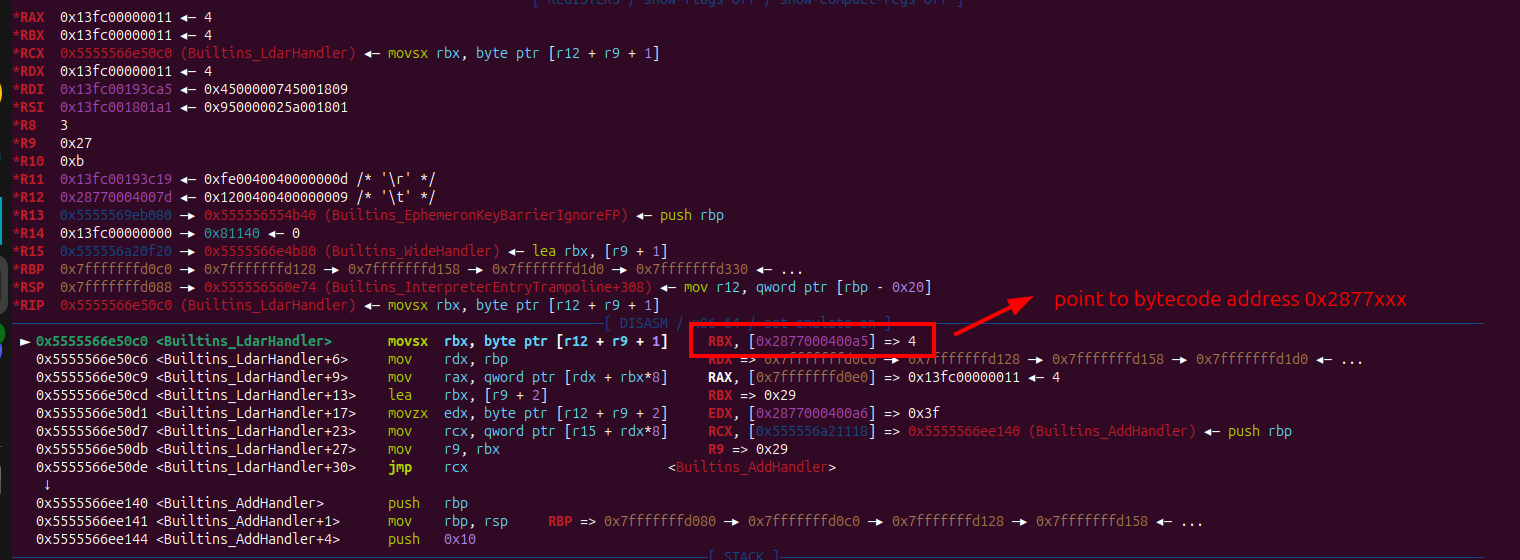 [ REGISTERS / show-flags off / show-compact-regs off ]
*RAX 0x13fc00000011 ◂— 4
*RBX 0x13fc00000011 ◂— 4
*RCX 0x5555566e50c0 (Builtins_LdarHandler) ◂— movsx rbx, byte ptr [r12 + r9 + 1]
*RDX 0x13fc00000011 ◂— 4
*RDI 0x13fc00193ca5 ◂— 0x4500000745001809
*RSI 0x13fc001801a1 ◂— 0x950000025a001801
*R8 3
*R9 0x27
*R10 0xb
*R11 0x13fc00193c19 ◂— 0xfe0040040000000d /* '\r' */
*R12 0x28770004007d ◂— 0x1200400400000009 /* '\t' */
*R13 0x5555569eb080 —▸ 0x555556554b40 (Builtins_EphemeronKeyBarrierIgnoreFP) ◂— push rbp
*R14 0x13fc00000000 —▸ 0x81140 ◂— 0
*R15 0x555556a20f20 —▸ 0x5555566e4b80 (Builtins_WideHandler) ◂— lea rbx, [r9 + 1]
*RBP 0x7fffffffd0c0 —▸ 0x7fffffffd128 —▸ 0x7fffffffd158 —▸ 0x7fffffffd1d0 —▸ 0x7fffffffd330 ◂— ...
*RSP 0x7fffffffd088 —▸ 0x555556560e74 (Builtins_InterpreterEntryTrampoline+308) ◂— mov r12, qword ptr [rbp - 0x20]
*RIP 0x5555566e50c0 (Builtins_LdarHandler) ◂— movsx rbx, byte ptr [r12 + r9 + 1]
point to bytecode address 0x2877xxx
[ DISASM / x86-64 / set emulate on ]
► 0x5555566e50c0 <Builtins_LdarHandler> movsx rbx, byte ptr [r12 + r9 + 1] RBX, [0x2877000400a5] => 4
0x5555566e50c6 <Builtins_LdarHandler+6> mov rdx, rbp RDX => 0x7fffffffd0c0 —▸ 0x7fffffffd128 —▸ 0x7fffffffd158 —▸ 0x7fffffffd1d0 ◂— ...
0x5555566e50c9 <Builtins_LdarHandler+9> mov rax, qword ptr [rdx + rbx*8] RAX, [0x7fffffffd0e0] => 0x13fc00000011 ◂— 4
0x5555566e50cd <Builtins_LdarHandler+13> lea rbx, [r9 + 2] RBX => 0x29
0x5555566e50d1 <Builtins_LdarHandler+17> movzx edx, byte ptr [r12 + r9 + 2] EDX, [0x2877000400a6] => 0x3f
0x5555566e50d7 <Builtins_LdarHandler+23> mov rcx, qword ptr [r15 + rdx*8] RCX, [0x555556a21118] => 0x5555566ee140 (Builtins_AddHandler) ◂— push rbp
0x5555566e50db <Builtins_LdarHandler+27> mov r9, rbx R9 => 0x29
0x5555566e50de <Builtins_LdarHandler+30> jmp rcx <Builtins_AddHandler>
↓
0x5555566ee140 <Builtins_AddHandler> push rbp
0x5555566ee141 <Builtins_AddHandler+1> mov rbp, rsp RBP => 0x7fffffffd080 —▸ 0x7fffffffd0c0 —▸ 0x7fffffffd128 —▸ 0x7fffffffd158 ◂— ...
0x5555566ee144 <Builtins_AddHandler+4> push 0x10
[ STACK ]